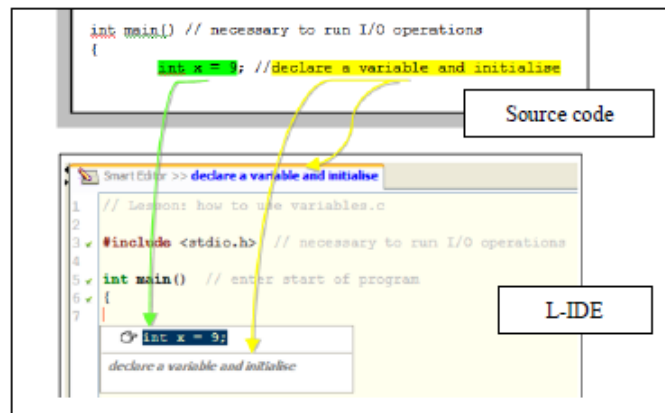 int main() // necessary to run I/O operations
{
int x = 9; //declare a variable and initialise
Source code
Smart Editor >> declare a variable and initialise
1 // Lesson: how to use variables.c
2
3 #include <stdio.h> // necessary to run I/O operations
4
5 int main() // enter start of program
6 {
7
int x = 9;
declare a variable and initialise
L-IDE